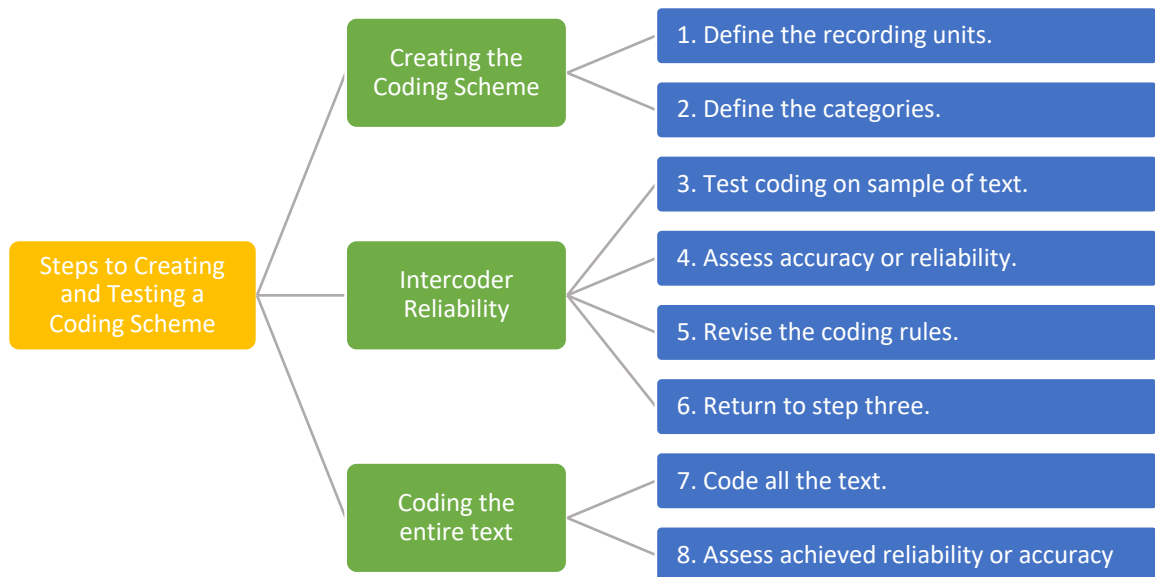 Steps to Creating
and Testing a
Coding Scheme
Creating the
Coding Scheme
1. Define the recording units.
2. Define the categories.
Intercoder
Reliability
3. Test coding on sample of text.
4. Assess accuracy or reliability.
5. Revise the coding rules.
6. Return to step three.
Coding the
entire text
7. Code all the text.
8. Assess achieved reliability or accuracy